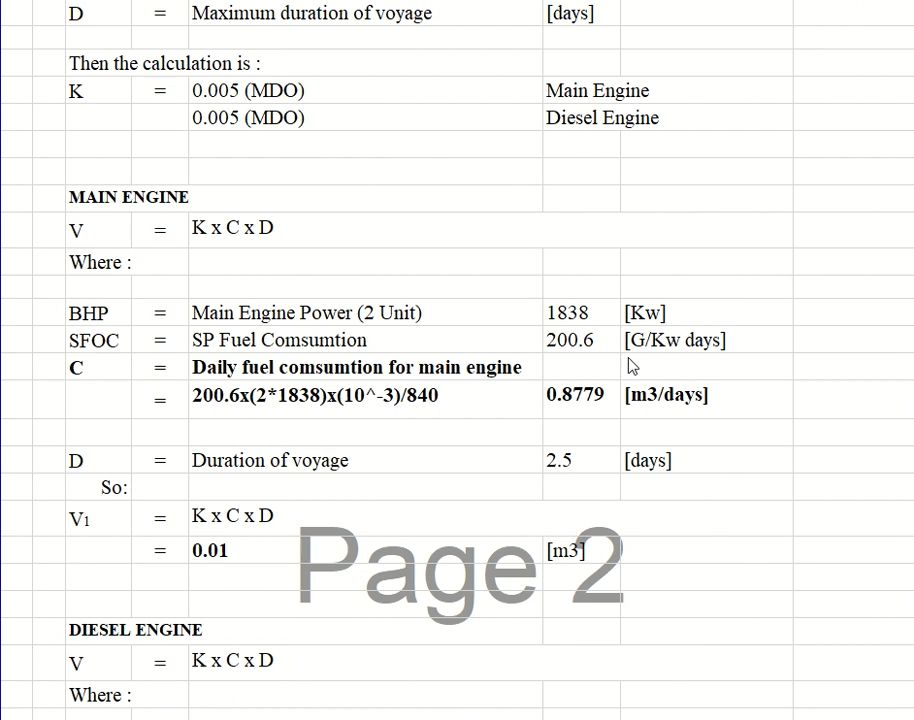 D = Maximum duration of voyage [days]
Then the calculation is :
K = 0.005 (MDO) Main Engine
0.005 (MDO) Diesel Engine
MAIN ENGINE
V = K x C x D
Where :
BHP = Main Engine Power (2 Unit) 1838 [Kw]
SFOC = SP Fuel Comsumtion 200.6 [G/Kw days]
C = Daily fuel comsumtion for main engine
= 200.6x(2*1838)x(10^-3)/840 0.8779 [m3/days]
D = Duration of voyage 2.5 [days]
So:
V1 = K x C x D
= 0.01 [m3]
Page 2
DIESEL ENGINE
V = K x C x D
Where :